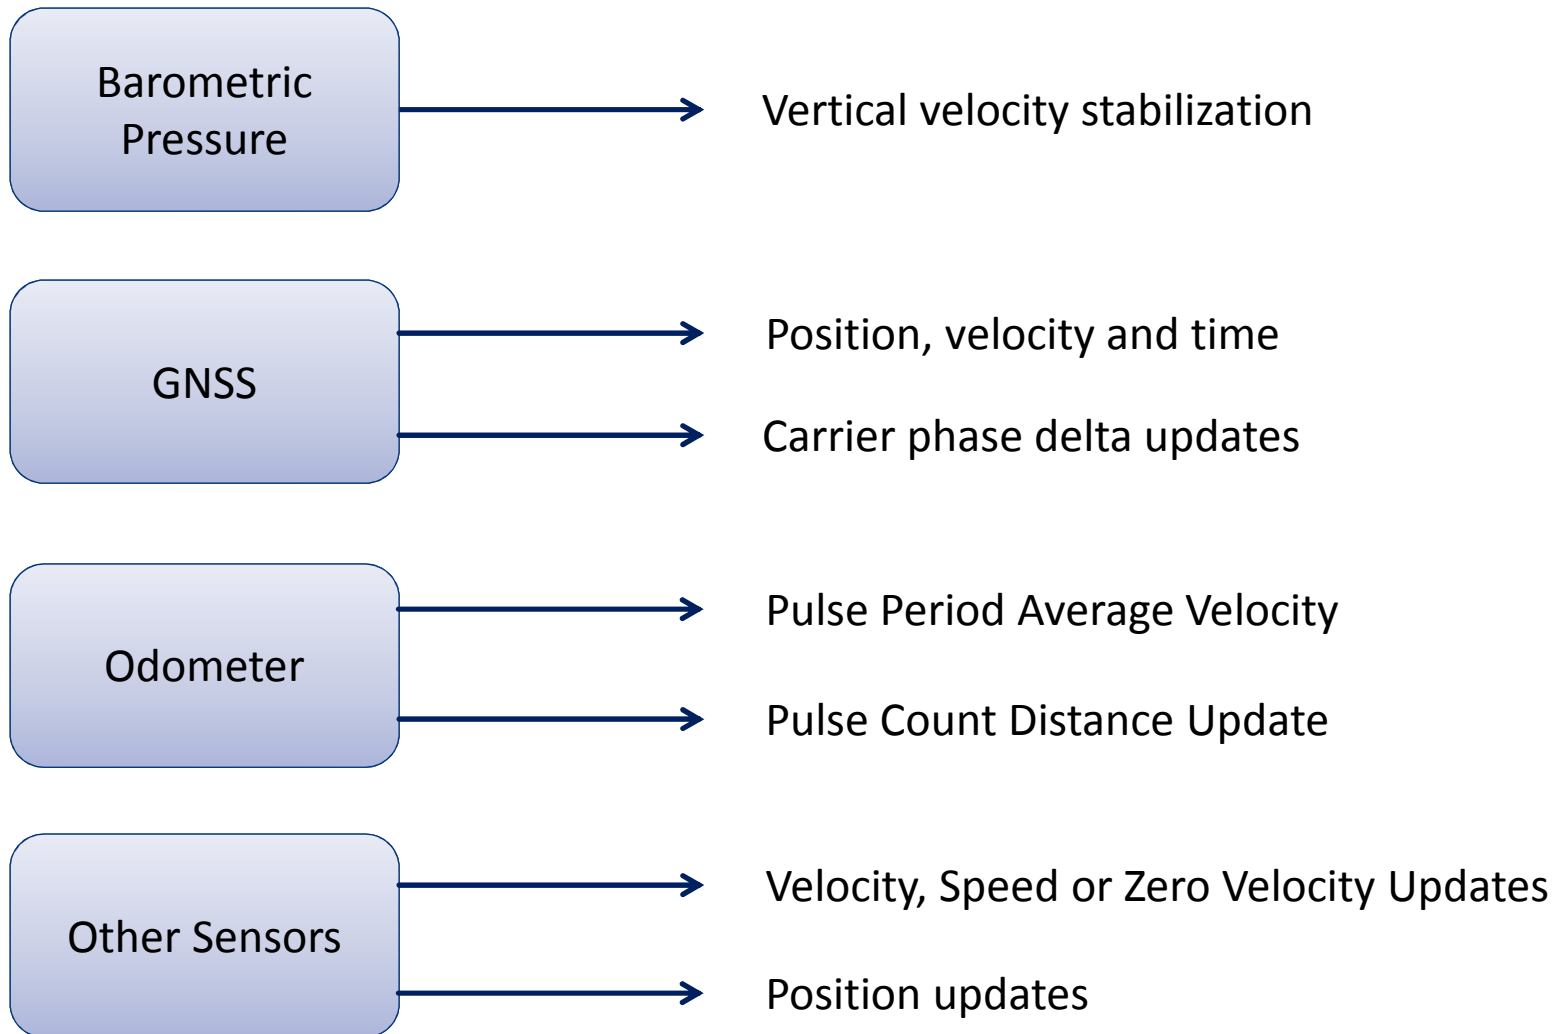 Barometric
Pressure
Vertical velocity stabilization
GNSS
Position, velocity and time
Carrier phase delta updates
Odometer
Pulse Period Average Velocity
Pulse Count Distance Update
Other Sensors
Velocity, Speed or Zero Velocity Updates
Position updates